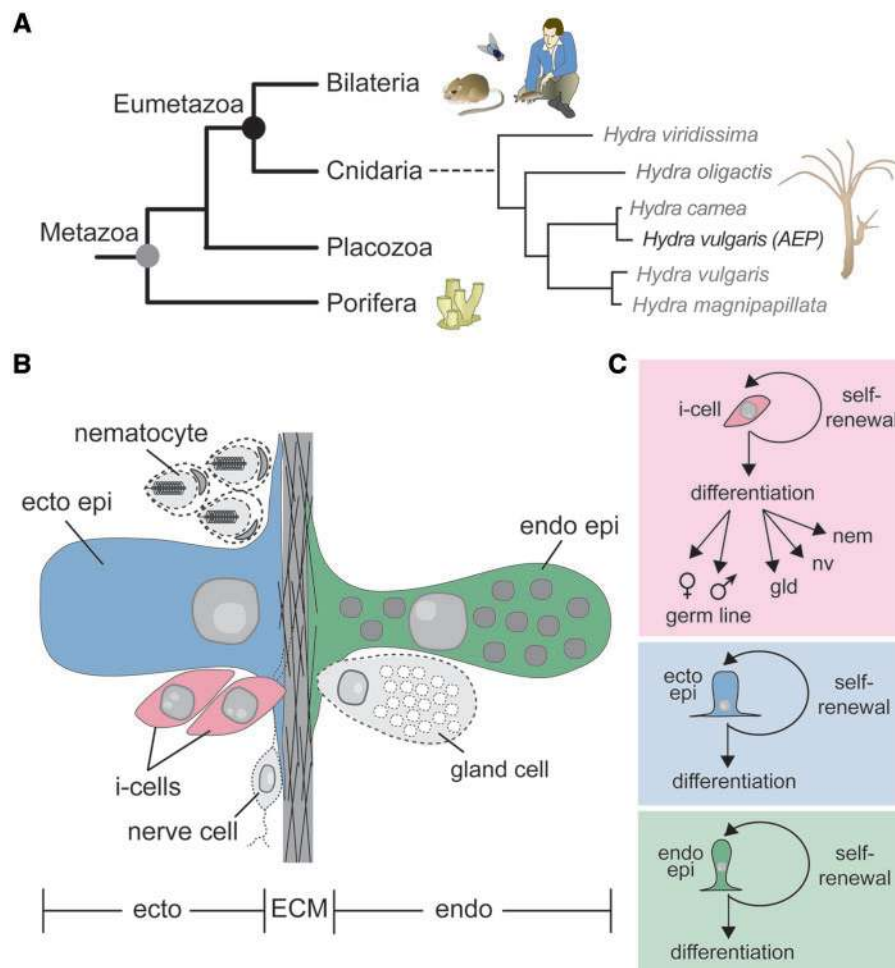 A
Bilateria
Eumetazoa
Hydra viridissima
Cnidaria
Hydra oligactis
Hydra carnea
Metazoa
Hydra vulgaris (AEP)
Placozoa
Hydra vulgaris
Porifera
Hydra magnipapillata
B
nematocyte
ecto epi
endo epi
i-cells
gland cell
nerve cell
ecto
ECM
endo
C
i-cell
self-
renewal
differentiation
nem
nv
gld
♀ ♂
germ line
ecto
epi
self-
renewal
differentiation
endo
epi
self-
renewal
differentiation